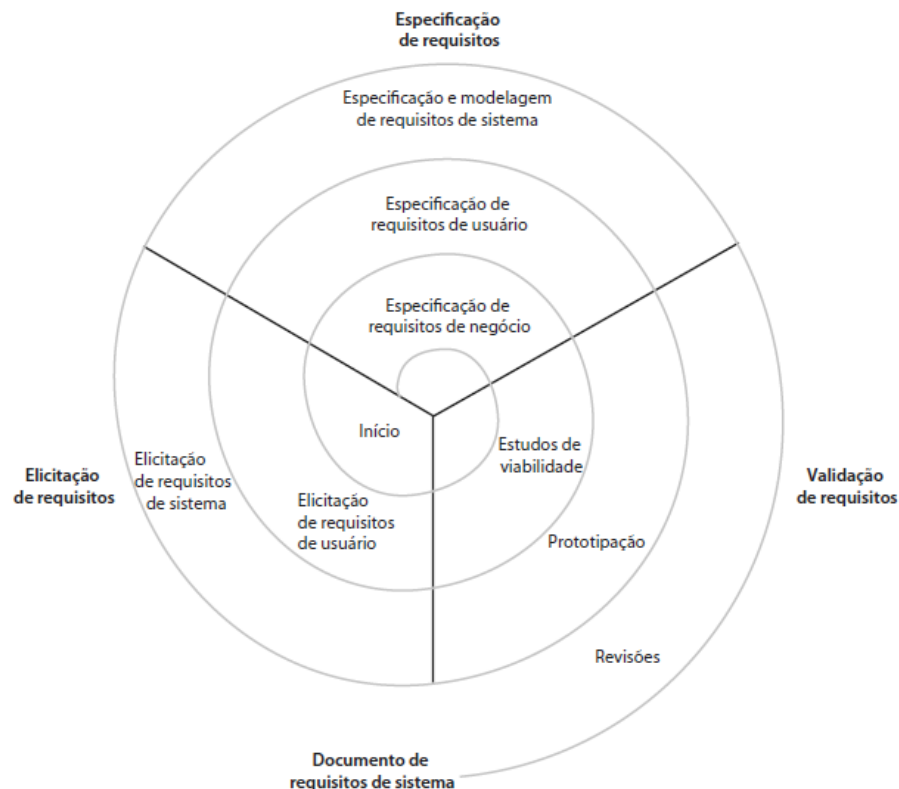 Especificação
de requisitos
Especificação e modelagem
de requisitos de sistema
Especificação de
requisitos de usuário
Especificação de
requisitos de negócio
Início
Estudos de
viabilidade
Elicitação
de requisitos
Elicitação
de requisitos
de sistema
Elicitação
de requisitos
de usuário
Validação
de requisitos
Prototipação
Revisões
Documento de
requisitos de sistema